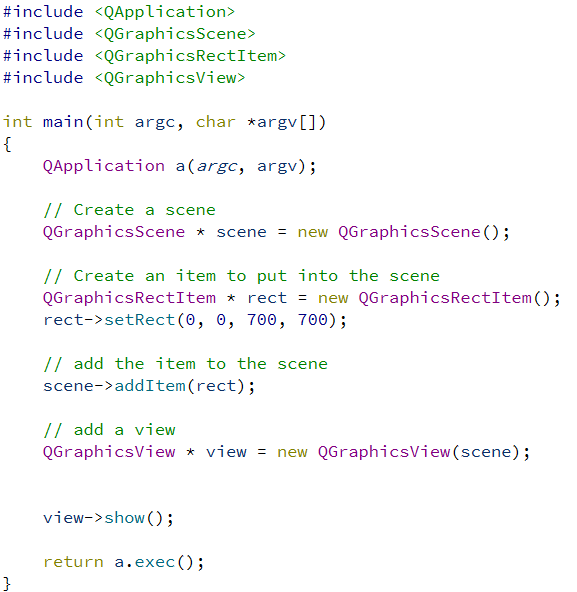 #include <QApplication>
#include <QGraphicsScene>
#include <QGraphicsRectItem>
#include <QGraphicsView>
int main(int argc, char *argv[])
{
QApplication a(argc, argv);
// Create a scene
QGraphicsScene * scene = new QGraphicsScene();
// Create an item to put into the scene
QGraphicsRectItem * rect = new QGraphicsRectItem();
rect->setRect(0, 0, 700, 700);
// add the item to the scene
scene->addItem(rect);
// add a view
QGraphicsView * view = new QGraphicsView(scene);
view->show();
return a.exec();
}